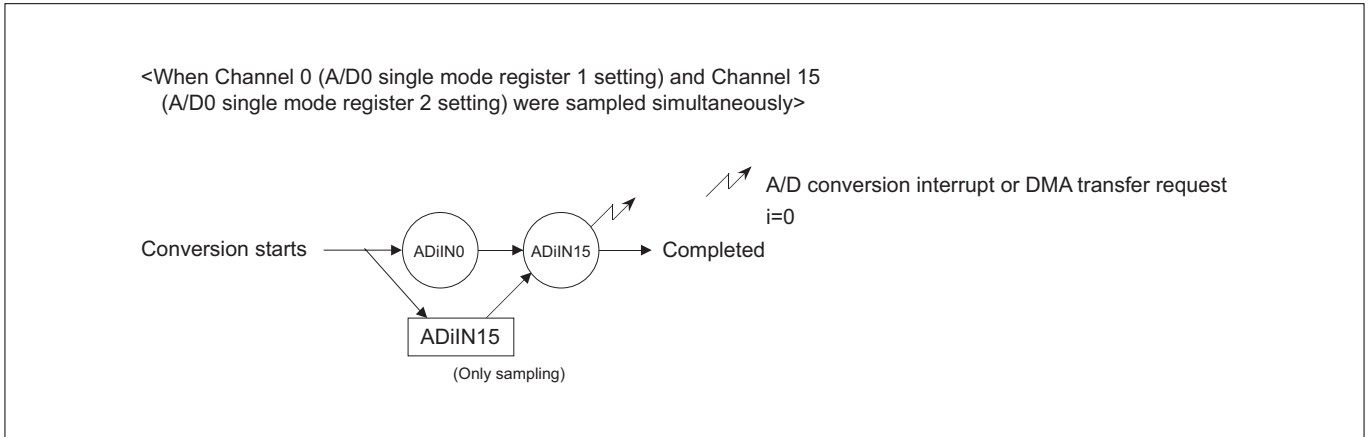 <When Channel 0 (A/D0 single mode register 1 setting) and Channel 15
(A/D0 single mode register 2 setting) were sampled simultaneously>
A/D conversion interrupt or DMA transfer request
i=0
Conversion starts
ADiIN0
ADiIN15
Completed
ADiIN15
(Only sampling)